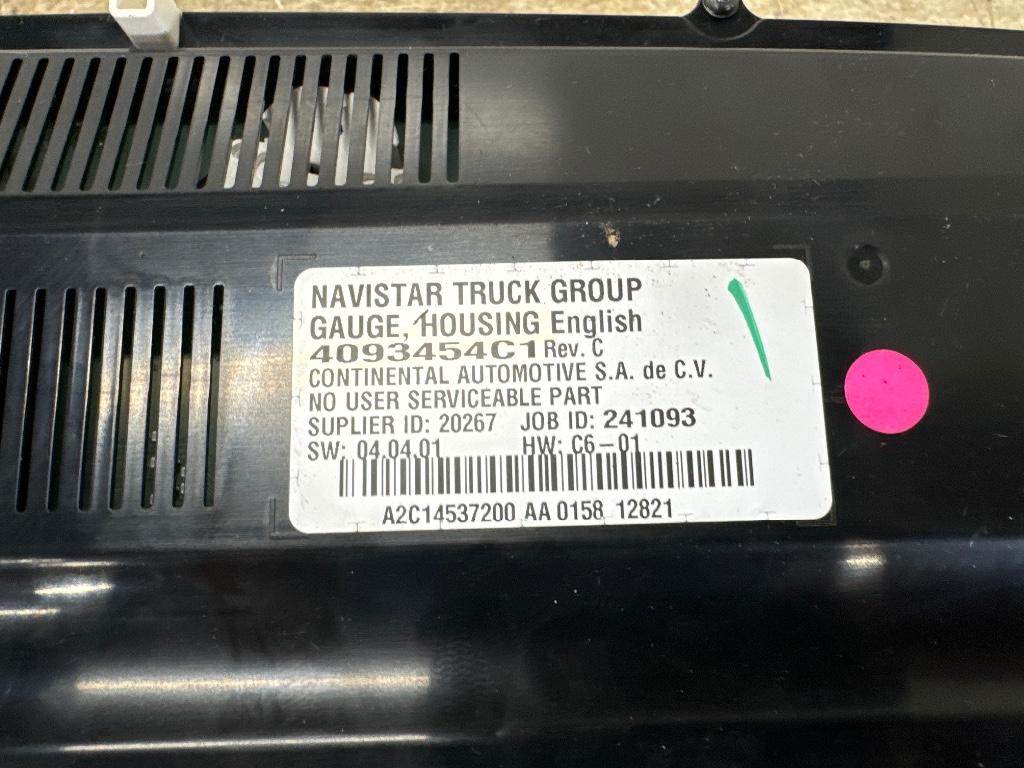 NAVISTAR TRUCK GROUP
GAUGE, HOUSING English
4093454C1 Rev. C
CONTINENTAL AUTOMOTIVE S.A. de C.V.
NO USER SERVICEABLE PART
SUPLIER ID: 20267 JOB ID: 241093
SW: 04.04.01 HW: C6-01
A2C14537200 AA 0158 12821